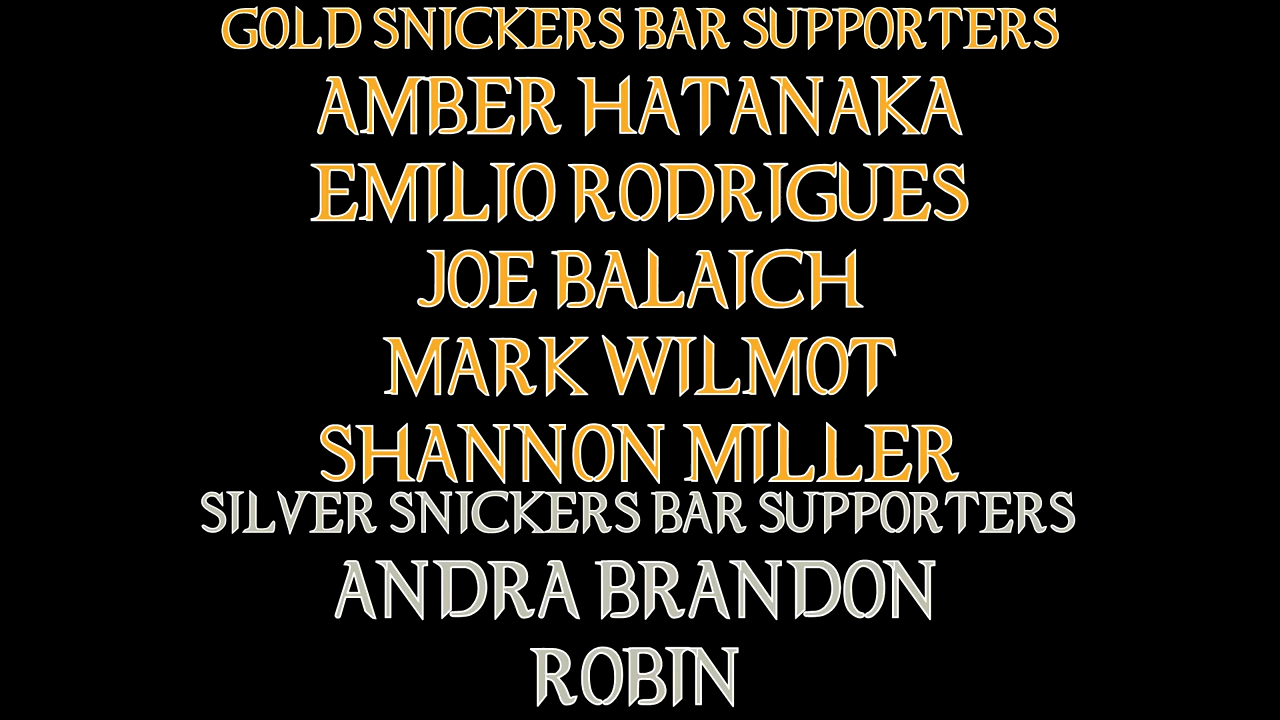 GOLD SNICKERS BAR SUPPORTERS
AMBER HATANAKA
EMILIO RODRIGUES
JOE BALAICH
MARK WILMOT
SHANNON MILLER
SILVER SNICKERS BAR SUPPORTERS
ANDRA BRANDON
ROBIN